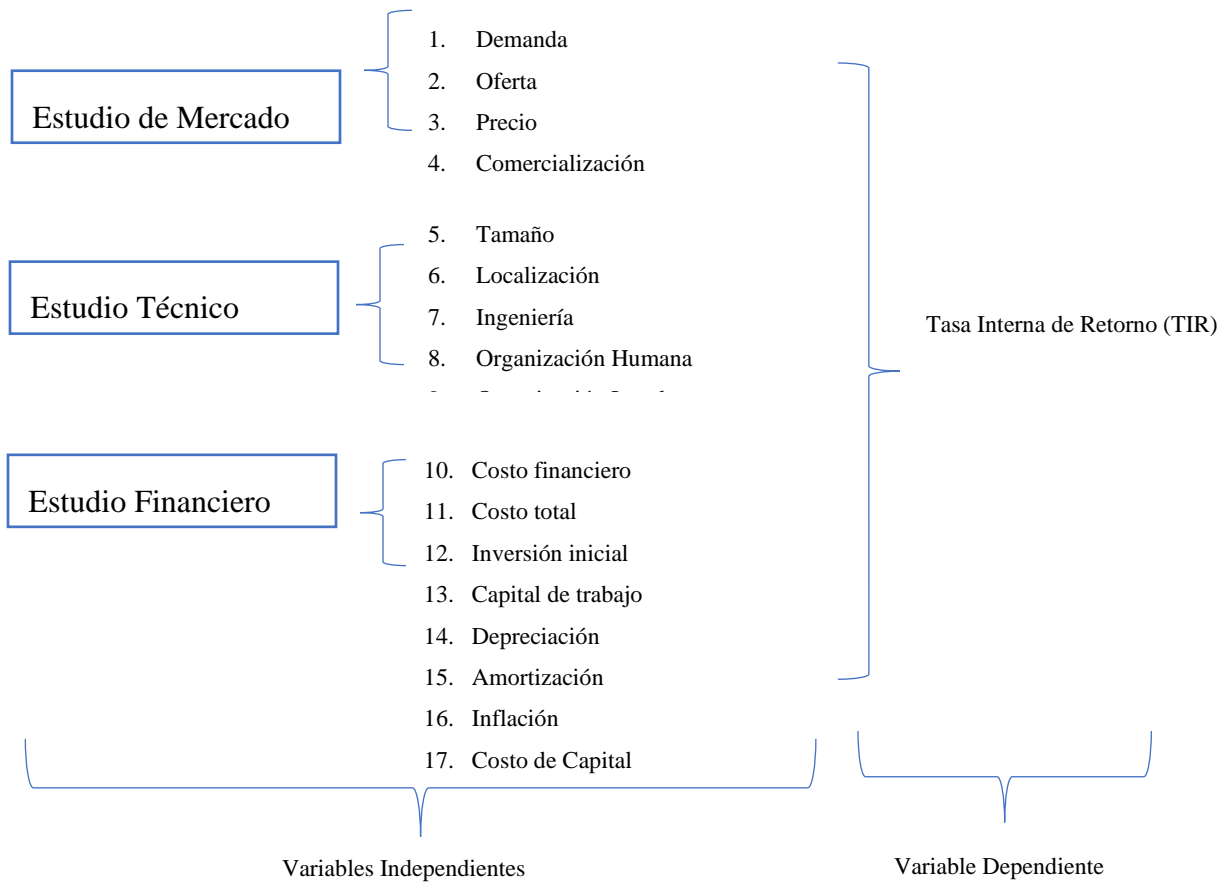 Estudio de Mercado
1. Demanda
2. Oferta
3. Precio
4. Comercialización
Estudio Técnico
5. Tamaño
6. Localización
7. Ingeniería
8. Organización Humana
Estudio Financiero
10. Costo financiero
11. Costo total
12. Inversión inicial
13. Capital de trabajo
14. Depreciación
15. Amortización
16. Inflación
17. Costo de Capital
Tasa Interna de Retorno (TIR)
Variables Independientes
Variable Dependiente